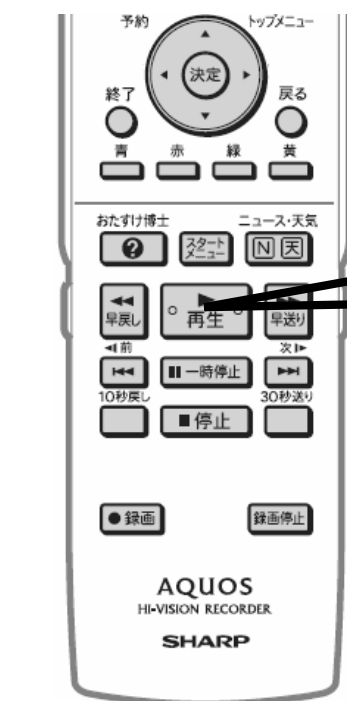 予約 トップメニュー
決定
終了 戻る
青 赤 緑 黄
おたすけ博士 ニュース・天気
? スタートメニュー N 天
早戻し 再生 早送り
前 次
一時停止
10秒戻し 30秒送り
停止
録画 録画停止
AQUOS
HI-VISION RECORDER
SHARP